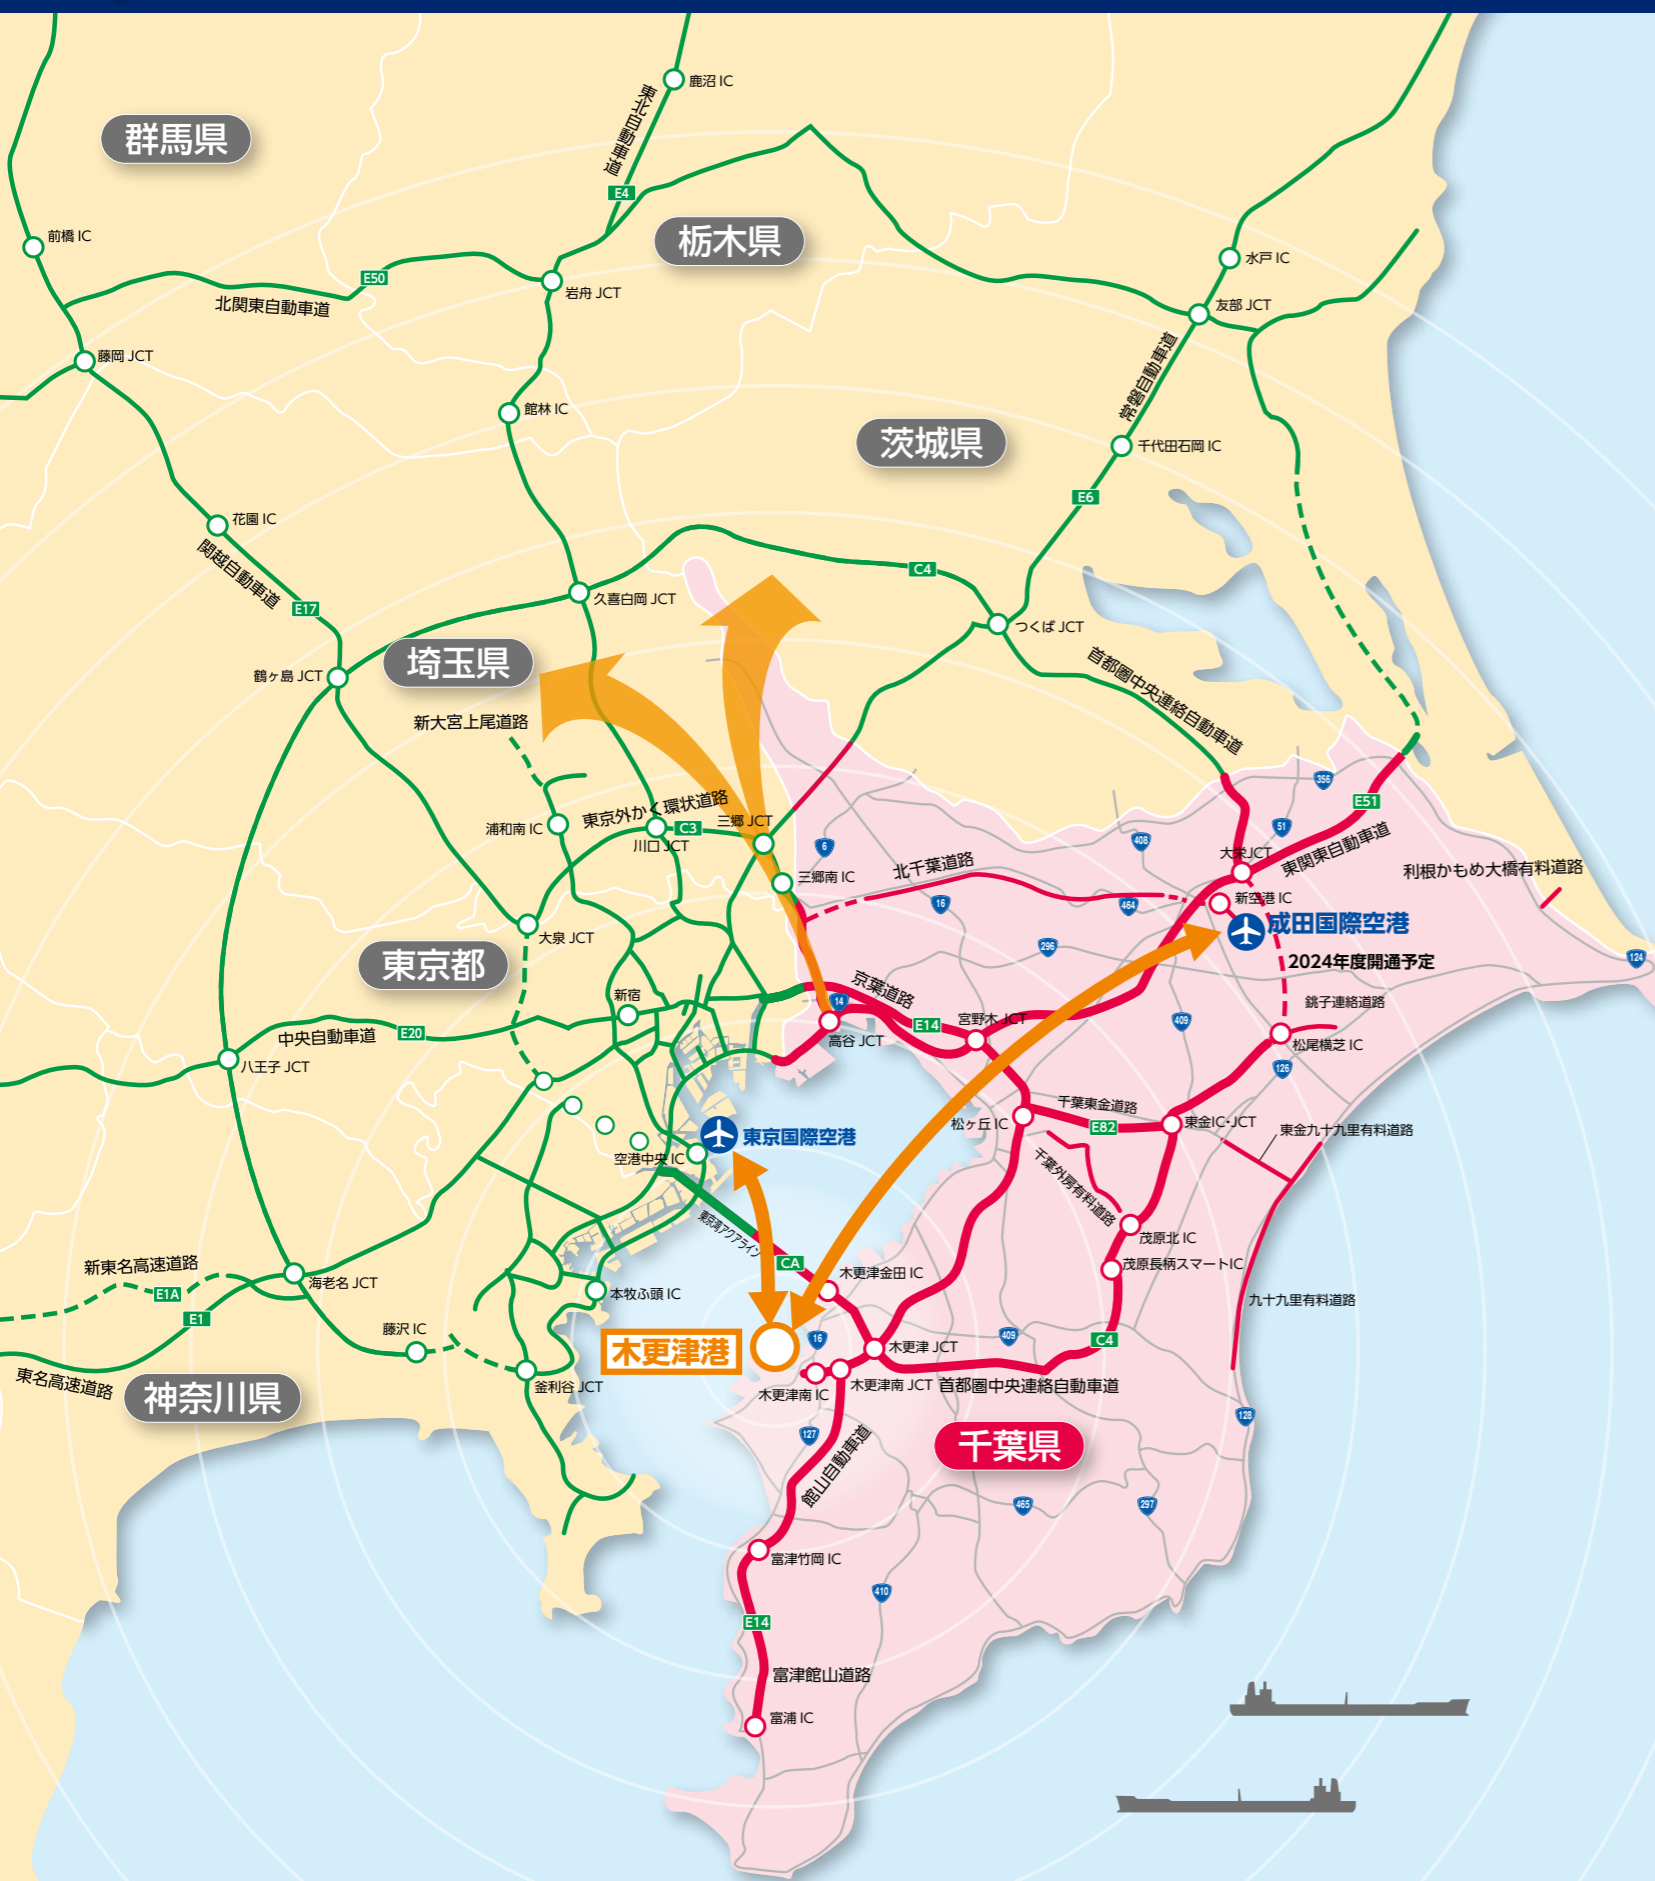 鹿沼 IC
東北自動車道
群馬県
E4
前橋 IC
栃木県
水戸 IC
E50
北関東自動車道
岩舟 JCT
友部 JCT
藤岡 JCT
常磐自動車道
館林 IC
茨城県
千代田石岡 IC
E6
花園 IC
関越自動車道
C4
E17
久喜白岡 JCT
つくば JCT
埼玉県
鶴ヶ島 JCT
首都圏中央連絡自動車道
新大宮上尾道路
356
E51
東京外かく環状道路
三郷 JCT
浦和南 IC
C3
川口 JCT
51
408
6
東関東自動車道
大栄JCT
北千葉道路
利根かもめ大橋有料道路
三郷南 IC
新空港 IC
16
464
成田国際空港
大泉 JCT
296
124
東京都
2024年度開通予定
新宿
京葉道路
14
銚子連絡道路
中央自動車道
E20
E14
宮野木 JCT
409
高谷 JCT
松尾横芝 IC
八王子 JCT
126
千葉東金道路
松ヶ丘 IC
E82
東金IC・JCT
東金九十九里有料道路
東京国際空港
空港中央 IC
千葉外房有料道路
東京湾アクアライン
茂原北 IC
CA
茂原長柄スマートIC
新東名高速道路
木更津金田 IC
海老名 JCT
E1A
本牧ふ頭 IC
九十九里有料道路
E1
藤沢 IC
16
409
C4
木更津港
木更津 JCT
東名高速道路
釜利谷 JCT
木更津南 JCT
首都圏中央連絡自動車道
神奈川県
木更津南 IC
128
127
館山自動車道
千葉県
465
297
富津竹岡 IC
410
E14
富津館山道路
富浦 IC